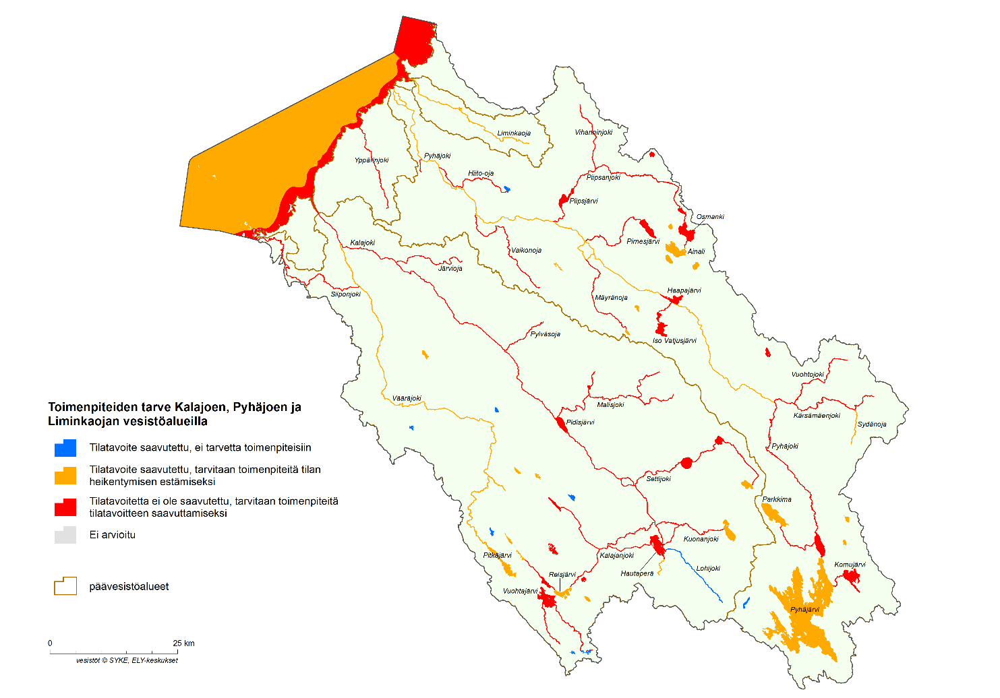 Liminkaoja
Vihanninjoki
Pyhäjoki
Yppärinjoki
Hiito-oja
Piipsanjoki
Piipsjärvi
Osmanki
Pirnesjärvi
Ainali
Kalajoki
Vaikonoja
Järvioja
Haapajärvi
Siiponjoki
Mäyränoja
Pylväsoja
Iso Vatjusjärvi
Vuohtojoki
Vääräjoki
Malisjoki
Kärsämäenjoki
Pidisjärvi
Sydänoja
Pyhäjoki
Settijoki
Parkkima
Kuonanjoki
Pitkäjärvi
Kalajanjoki
Komujärvi
Lohijoki
Reisjärvi
Hautaperä
Vuohtajärvi
Pyhäjärvi
Toimenpiteiden tarve Kalajoen, Pyhäjoen ja
Liminkaojan vesistöalueilla
Tilatavoite saavutettu, ei tarvetta toimenpiteisiin
Tilatavoite saavutettu, tarvitaan toimenpiteitä tilan
heikentymisen estämiseksi
Tilatavoitetta ei ole saavutettu, tarvitaan toimenpiteitä
tilatavoitteen saavuttamiseksi
Ei arvioitu
päävesistöalueet
0 25 km
vesistöt © SYKE, ELY-keskukset